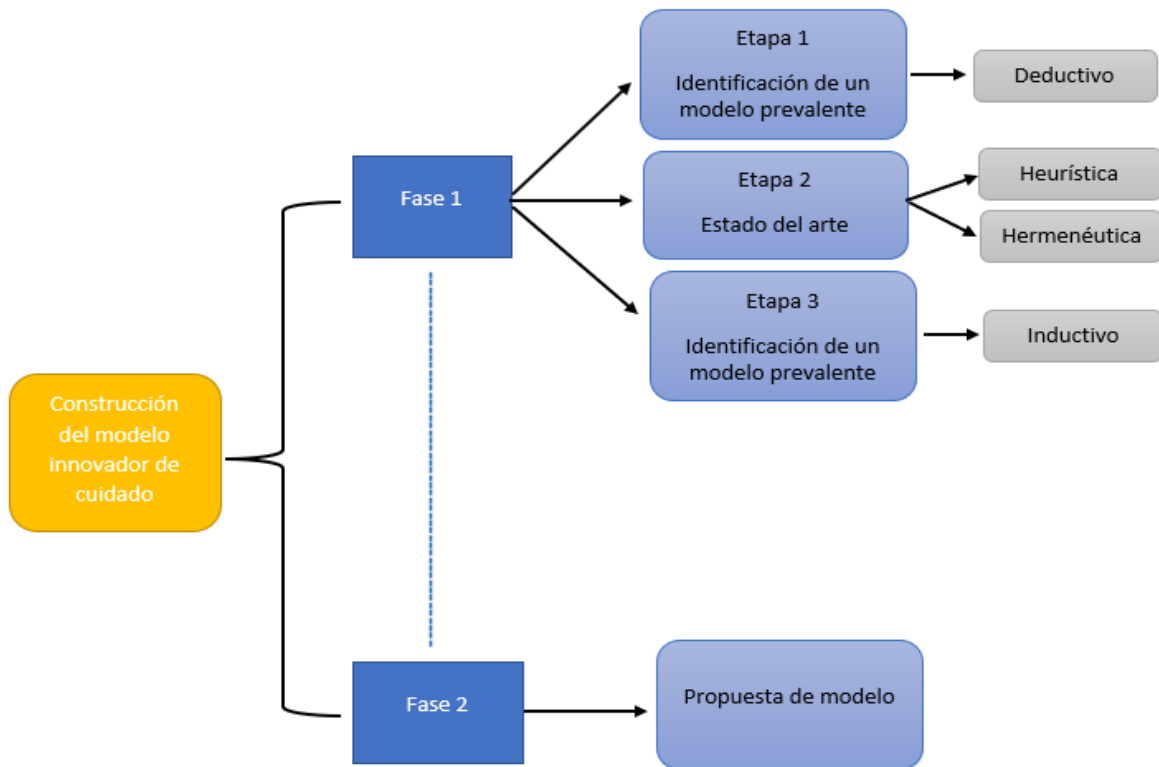 Etapa 1
Identificación de un
modelo prevalente
Deductivo
Fase 1
Etapa 2
Estado del arte
Heurística
Hermenéutica
Etapa 3
Identificación de un
modelo prevalente
Inductivo
Construcción
del modelo
innovador de
cuidado
Fase 2
Propuesta de modelo